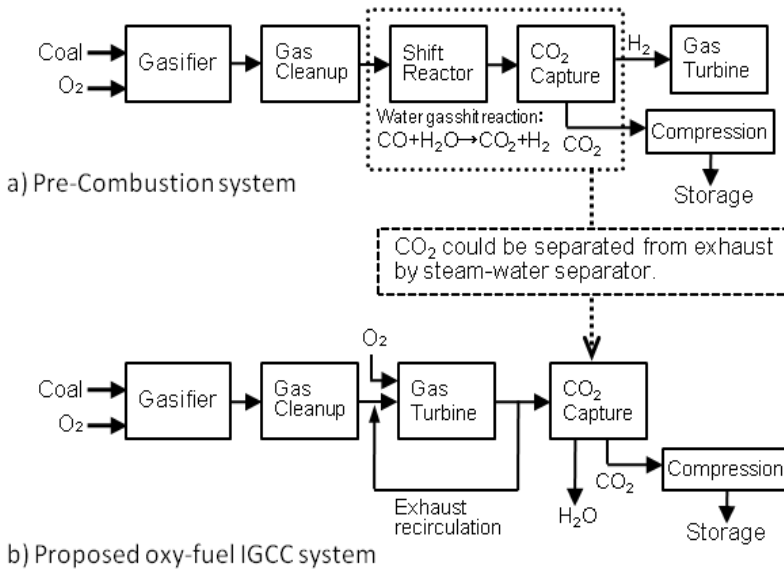 Coal
O₂
Gasifier
Gas
Cleanup
Shift
Reactor
CO₂
Capture
H₂
Gas
Turbine
Water gasshit reaction:
CO+H₂O→CO₂+H₂
CO₂
Compression
Storage
a) Pre-Combustion system
CO₂ could be separated from exhaust
by steam-water separator.
O₂
Coal
O₂
Gasifier
Gas
Cleanup
Gas
Turbine
CO₂
Capture
Exhaust
recirculation
H₂O
CO₂
Compression
Storage
b) Proposed oxy-fuel IGCC system